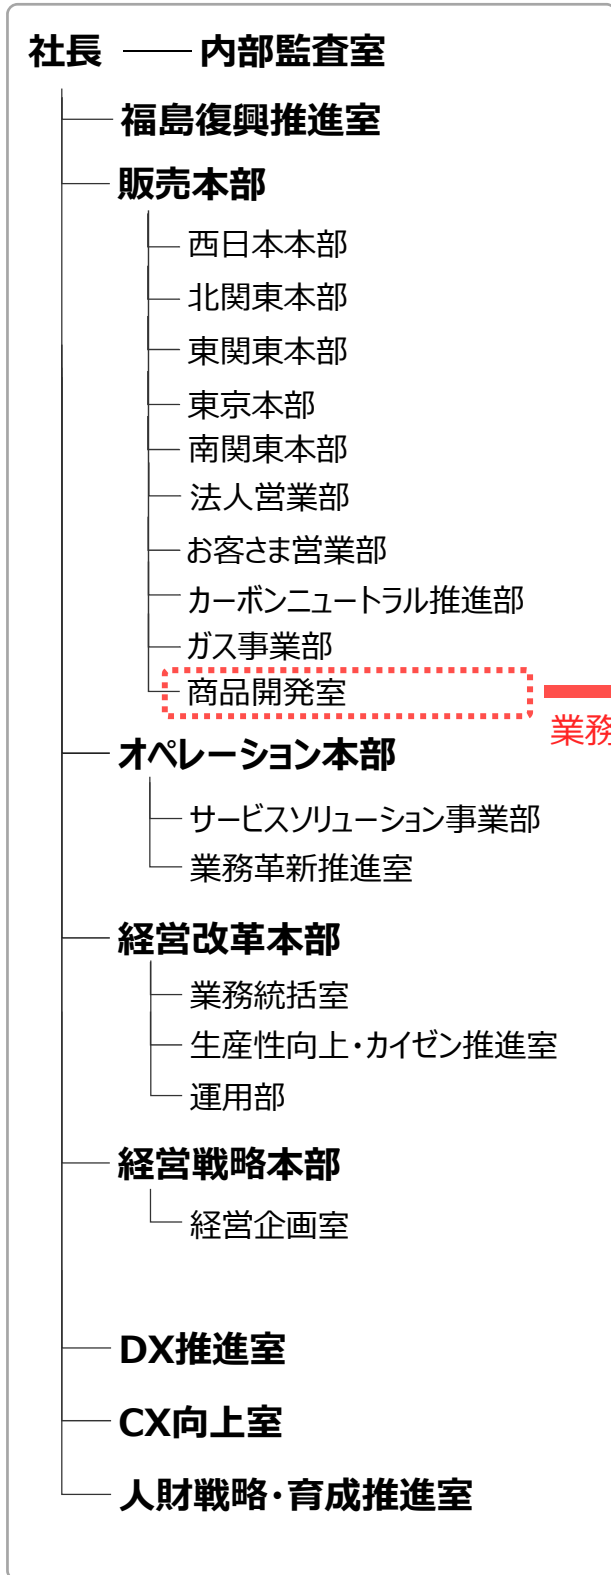 社長 内部監査室
福島復興推進室
販売本部
西日本本部
北関東本部
東関東本部
東京本部
南関東本部
法人営業部
お客さま営業部
カーボンニュートラル推進部
ガス事業部
商品開発室
業務
オペレーション本部
サービスソリューション事業部
業務革新推進室
経営改革本部
業務統括室
生産性向上・カイゼン推進室
運用部
経営戦略本部
経営企画室
DX推進室
CX向上室
人財戦略・育成推進室